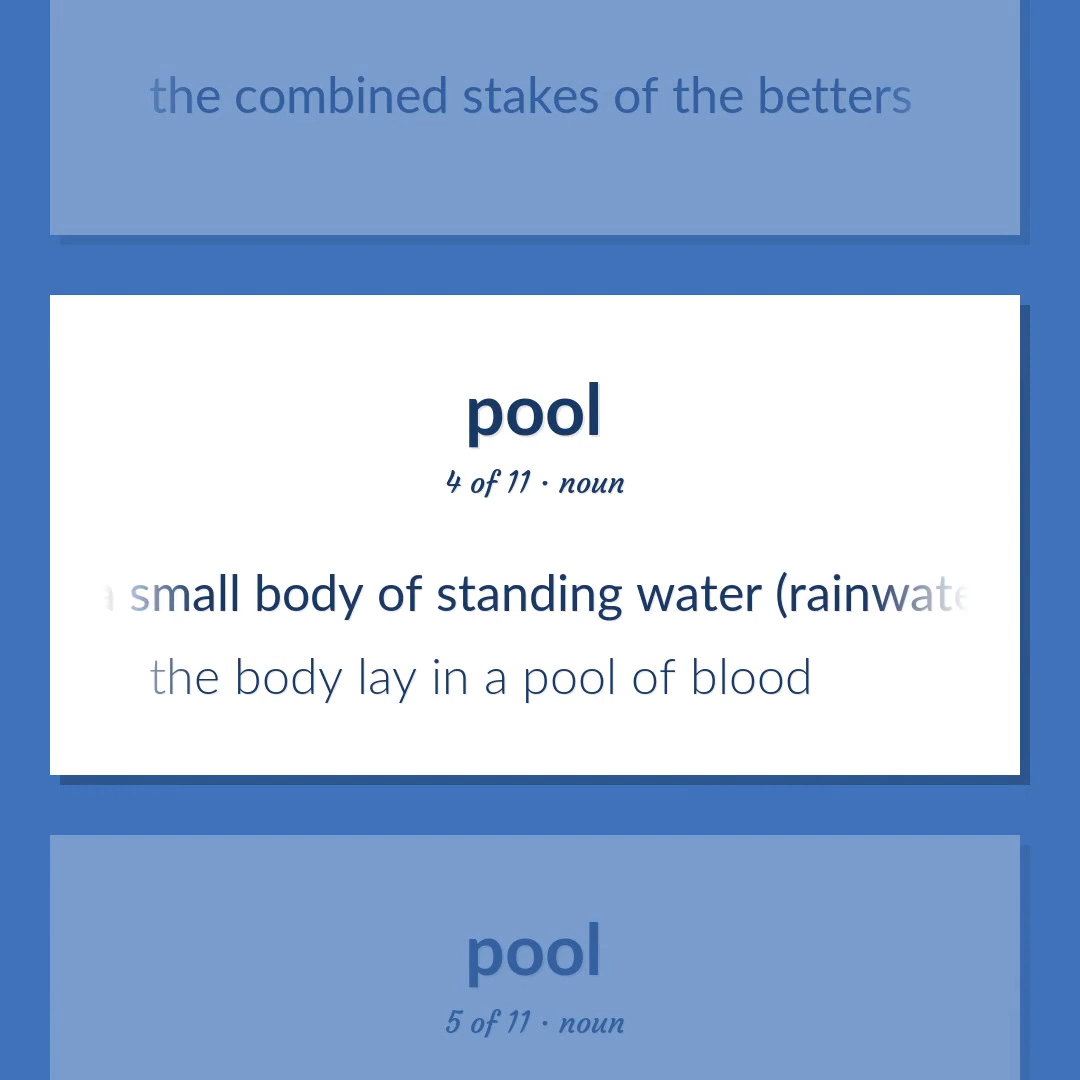 the combined stakes of the betters
pool
4 of 11 · noun
a small body of standing water (rainwate
the body lay in a pool of blood
pool
5 of 11 · noun